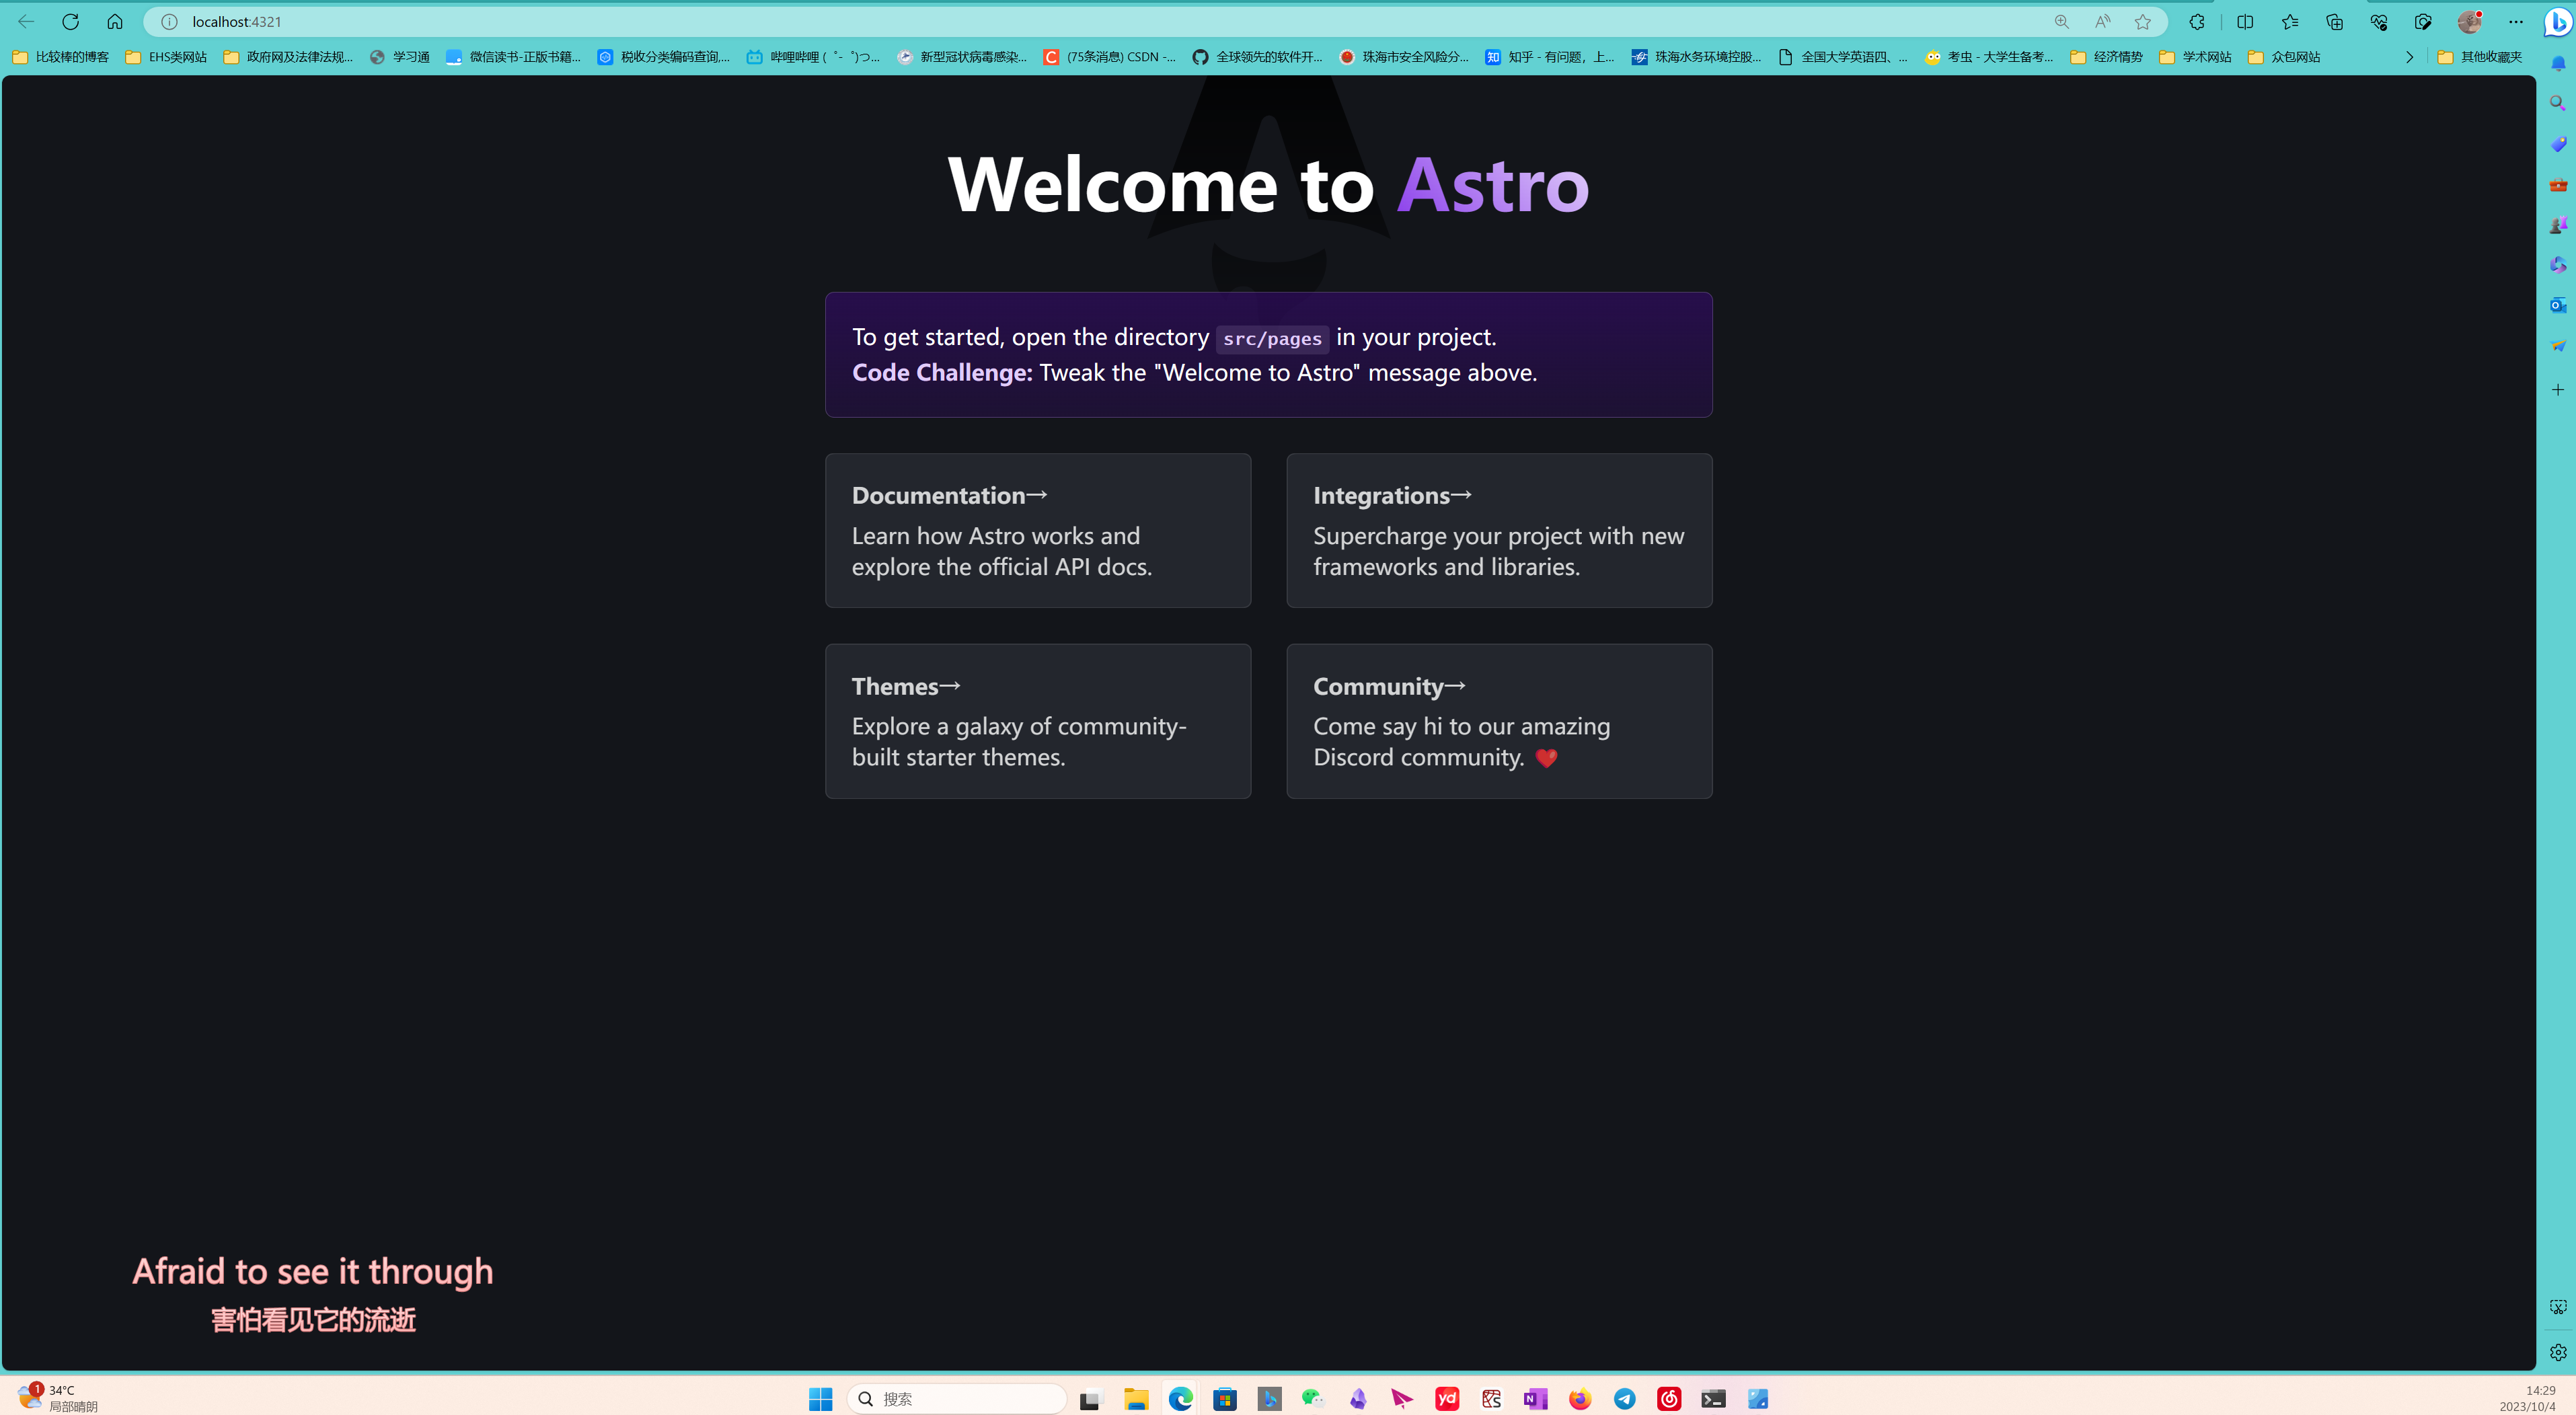 localhost:4321
比较棒的博客 EHS类网站 政府网及法律法规... 学习通 微信读书-正版书籍... 税收分类编码查询,... 哔哩哔哩 ( ゜- ゜)つ... 新型冠状病毒感染... (75条消息) CSDN -... 全球领先的软件开... 珠海市安全风险分... 知乎 - 有问题，上... 珠海水务环境控股... 全国大学英语四、... 考虫 - 大学生备考... 经济情势 学术网站 众包网站 其他收藏夹
Welcome to Astro
To get started, open the directory src/pages in your project.
Code Challenge: Tweak the "Welcome to Astro" message above.
Documentation→
Learn how Astro works and
explore the official API docs.
Integrations→
Supercharge your project with new
frameworks and libraries.
Themes→
Explore a galaxy of community-
built starter themes.
Community→
Come say hi to our amazing
Discord community. ❤️
Afraid to see it through
害怕看见它的流逝
1
34°C
局部晴朗
搜索
14:29
2023/10/4